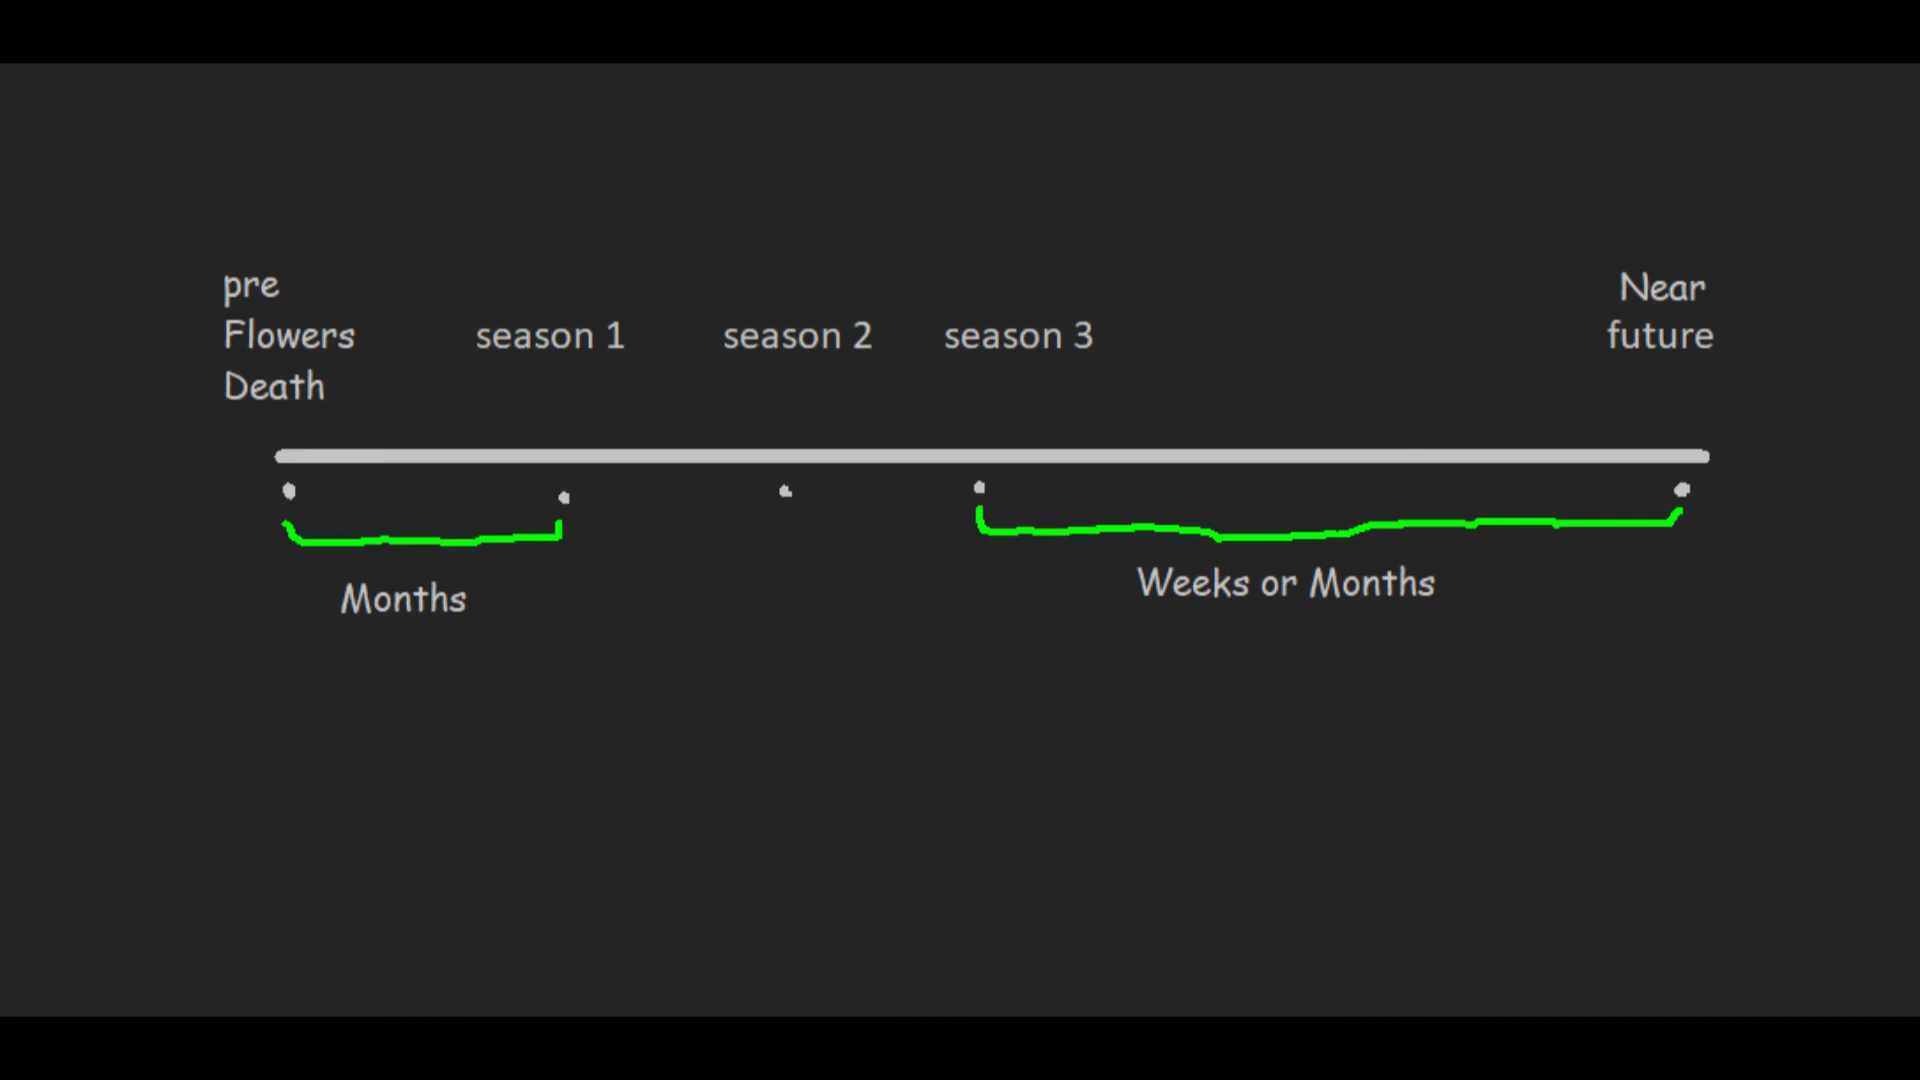 pre
Flowers
Death
season 1
season 2
season 3
Near
future
Months
Weeks or Months